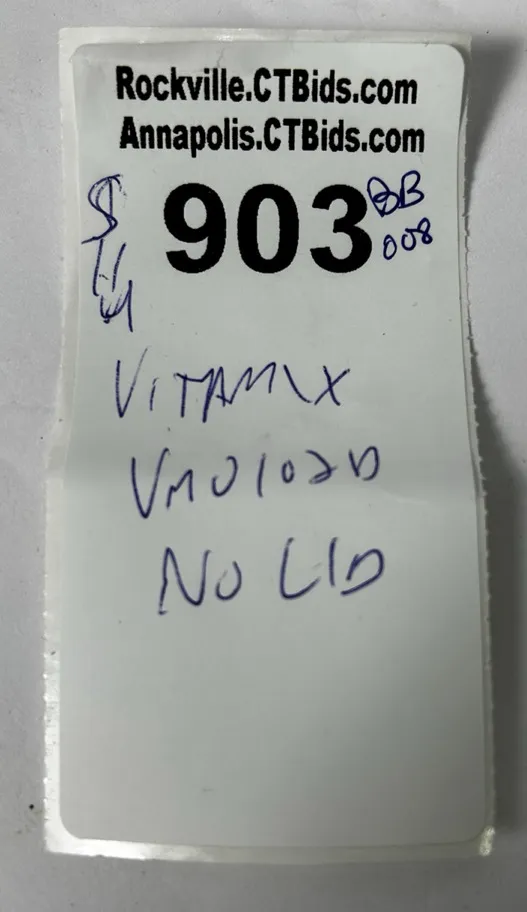 Rockville.CTBids.com
Annapolis.CTBids.com
903
BB
008
VITAMIX
VM0102D
NO LID